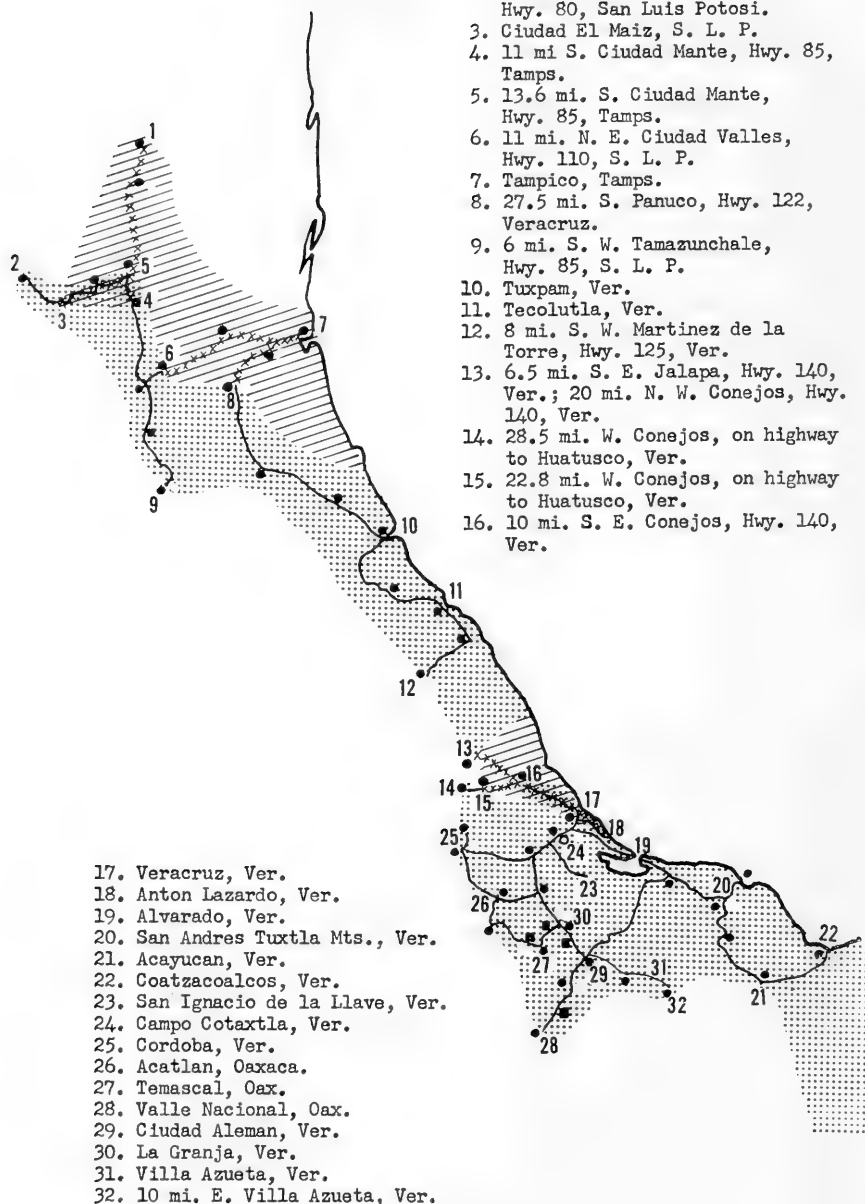 Hwy. 80, San Luis Potosi.
3. Ciudad El Maiz, S. L. P.
4. 11 mi S. Ciudad Mante, Hwy. 85,
Tamps.
5. 13.6 mi. S. Ciudad Mante,
Hwy. 85, Tamps.
6. 11 mi. N. E. Ciudad Valles,
Hwy. 110, S. L. P.
7. Tampico, Tamps.
8. 27.5 mi. S. Panuco, Hwy. 122,
Veracruz.
9. 6 mi. S. W. Tamazunchale,
Hwy. 85, S. L. P.
10. Tuxpam, Ver.
11. Tecolutla, Ver.
12. 8 mi. S. W. Martinez de la
Torre, Hwy. 125, Ver.
13. 6.5 mi. S. E. Jalapa, Hwy. 140,
Ver.; 20 mi. N. W. Conejos, Hwy.
140, Ver.
14. 28.5 mi. W. Conejos, on highway
to Huatusco, Ver.
15. 22.8 mi. W. Conejos, on highway
to Huatusco, Ver.
16. 10 mi. S. E. Conejos, Hwy. 140,
Ver.
1
2
5
3
4
7
6
8
9
10
11
12
13
16
14
15
17
18
25
24
19
23
20
26
30
22
27
29
31
21
32
28
17. Veracruz, Ver.
18. Anton Lazardo, Ver.
19. Alvarado, Ver.
20. San Andres Tuxtla Mts., Ver.
21. Acayucan, Ver.
22. Coatzacoalcos, Ver.
23. San Ignacio de la Llave, Ver.
24. Campo Cotaxtla, Ver.
25. Cordoba, Ver.
26. Acatlan, Oaxaca.
27. Temascal, Oax.
28. Valle Nacional, Oax.
29. Ciudad Aleman, Ver.
30. La Granja, Ver.
31. Villa Azueta, Ver.
32. 10 mi. E. Villa Azueta, Ver.